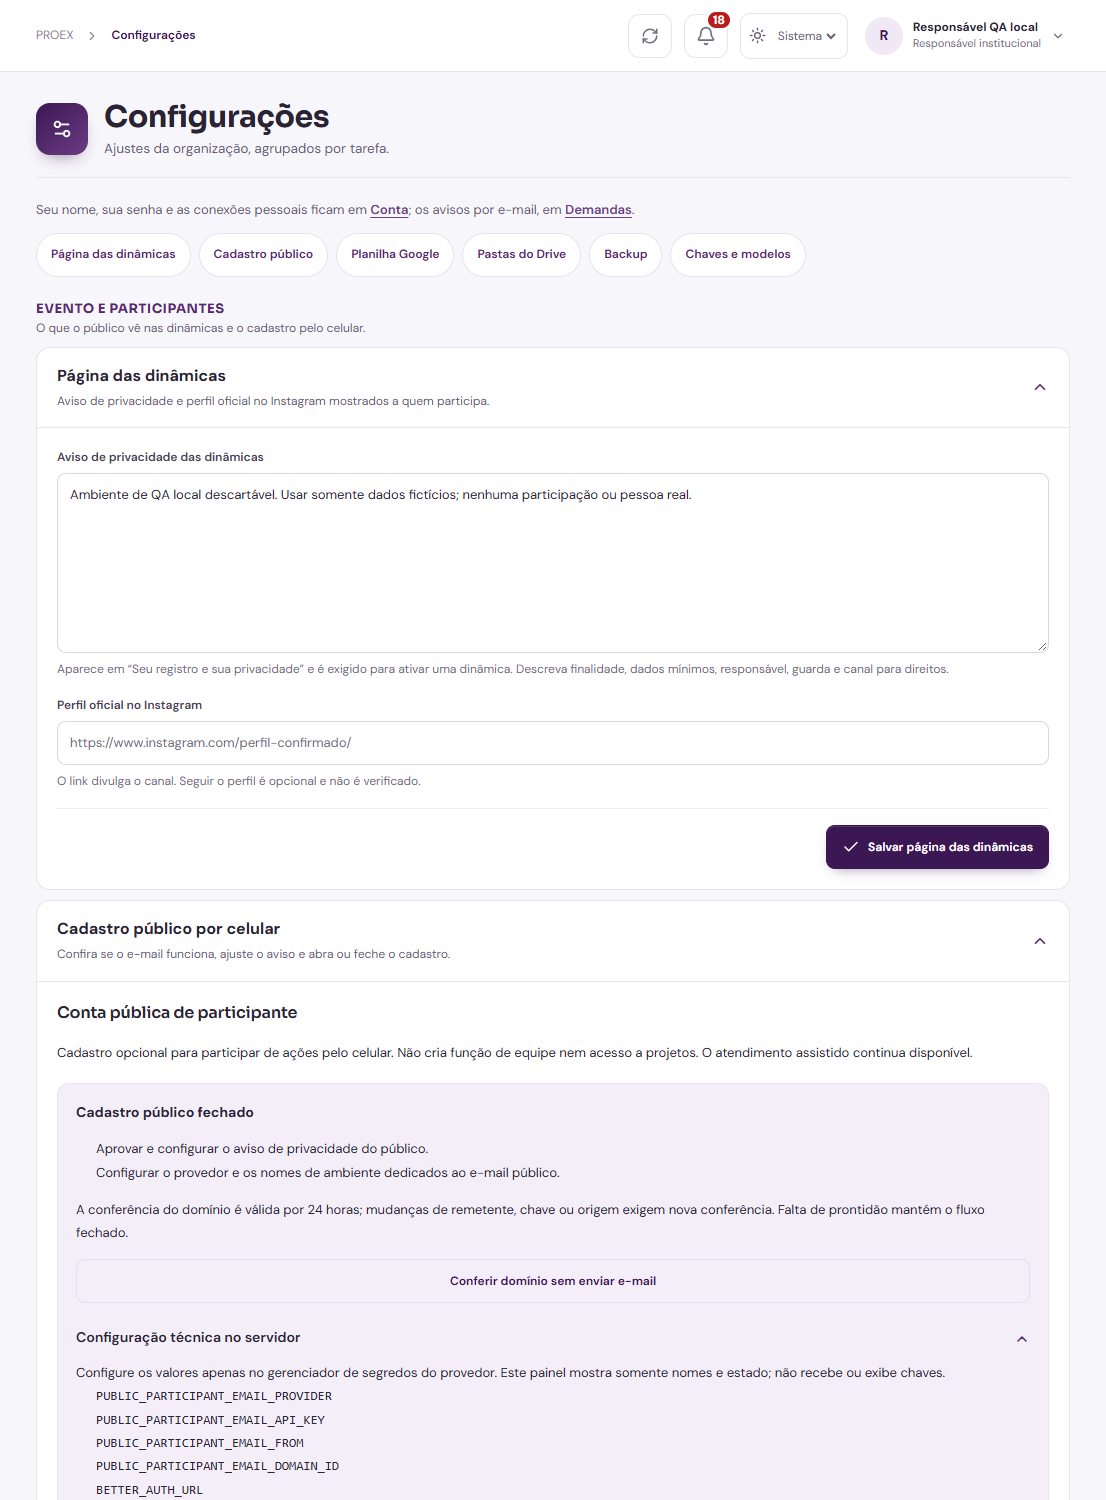 PROEX
Configurações
18
Sistema
R
Responsável QA local
Responsável institucional
Configurações
Ajustes da organização, agrupados por tarefa.
Seu nome, sua senha e as conexões pessoais ficam em Conta; os avisos por e-mail, em Demandas.
Página das dinâmicas
Cadastro público
Planilha Google
Pastas do Drive
Backup
Chaves e modelos
EVENTO E PARTICIPANTES
O que o público vê nas dinâmicas e o cadastro pelo celular.
Página das dinâmicas
Aviso de privacidade e perfil oficial no Instagram mostrados a quem participa.
Aviso de privacidade das dinâmicas
Ambiente de QA local descartável. Usar somente dados fictícios; nenhuma participação ou pessoa real.
Aparece em “Seu registro e sua privacidade” e é exigido para ativar uma dinâmica. Descreva finalidade, dados mínimos, responsável, guarda e canal para direitos.
Perfil oficial no Instagram
https://www.instagram.com/perfil-confirmado/
O link divulga o canal. Seguir o perfil é opcional e não é verificado.
Salvar página das dinâmicas
Cadastro público por celular
Confira se o e-mail funciona, ajuste o aviso e abra ou feche o cadastro.
Conta pública de participante
Cadastro opcional para participar de ações pelo celular. Não cria função de equipe nem acesso a projetos. O atendimento assistido continua disponível.
Cadastro público fechado
Aprovar e configurar o aviso de privacidade do público.
Configurar o provedor e os nomes de ambiente dedicados ao e-mail público.
A conferência do domínio é válida por 24 horas; mudanças de remetente, chave ou origem exigem nova conferência. Falta de prontidão mantém o fluxo
fechado.
Conferir domínio sem enviar e-mail
Configuração técnica no servidor
Configure os valores apenas no gerenciador de segredos do provedor. Este painel mostra somente nomes e estado; não recebe ou exibe chaves.
PUBLIC_PARTICIPANT_EMAIL_PROVIDER
PUBLIC_PARTICIPANT_EMAIL_API_KEY
PUBLIC_PARTICIPANT_EMAIL_FROM
PUBLIC_PARTICIPANT_EMAIL_DOMAIN_ID
BETTER_AUTH_URL